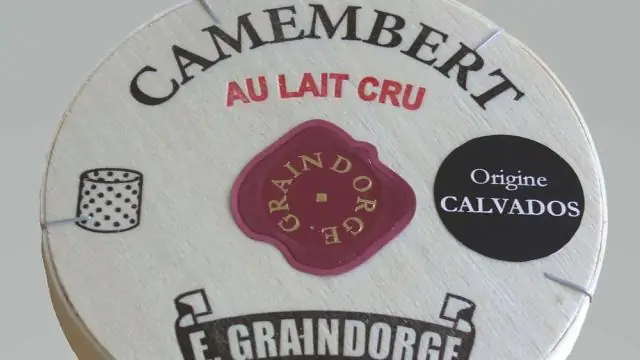 CAMEMBERT
AU LAIT CRU
E. GRAINDORGE
Origine
CALVADOS
E. GRAINDORGE